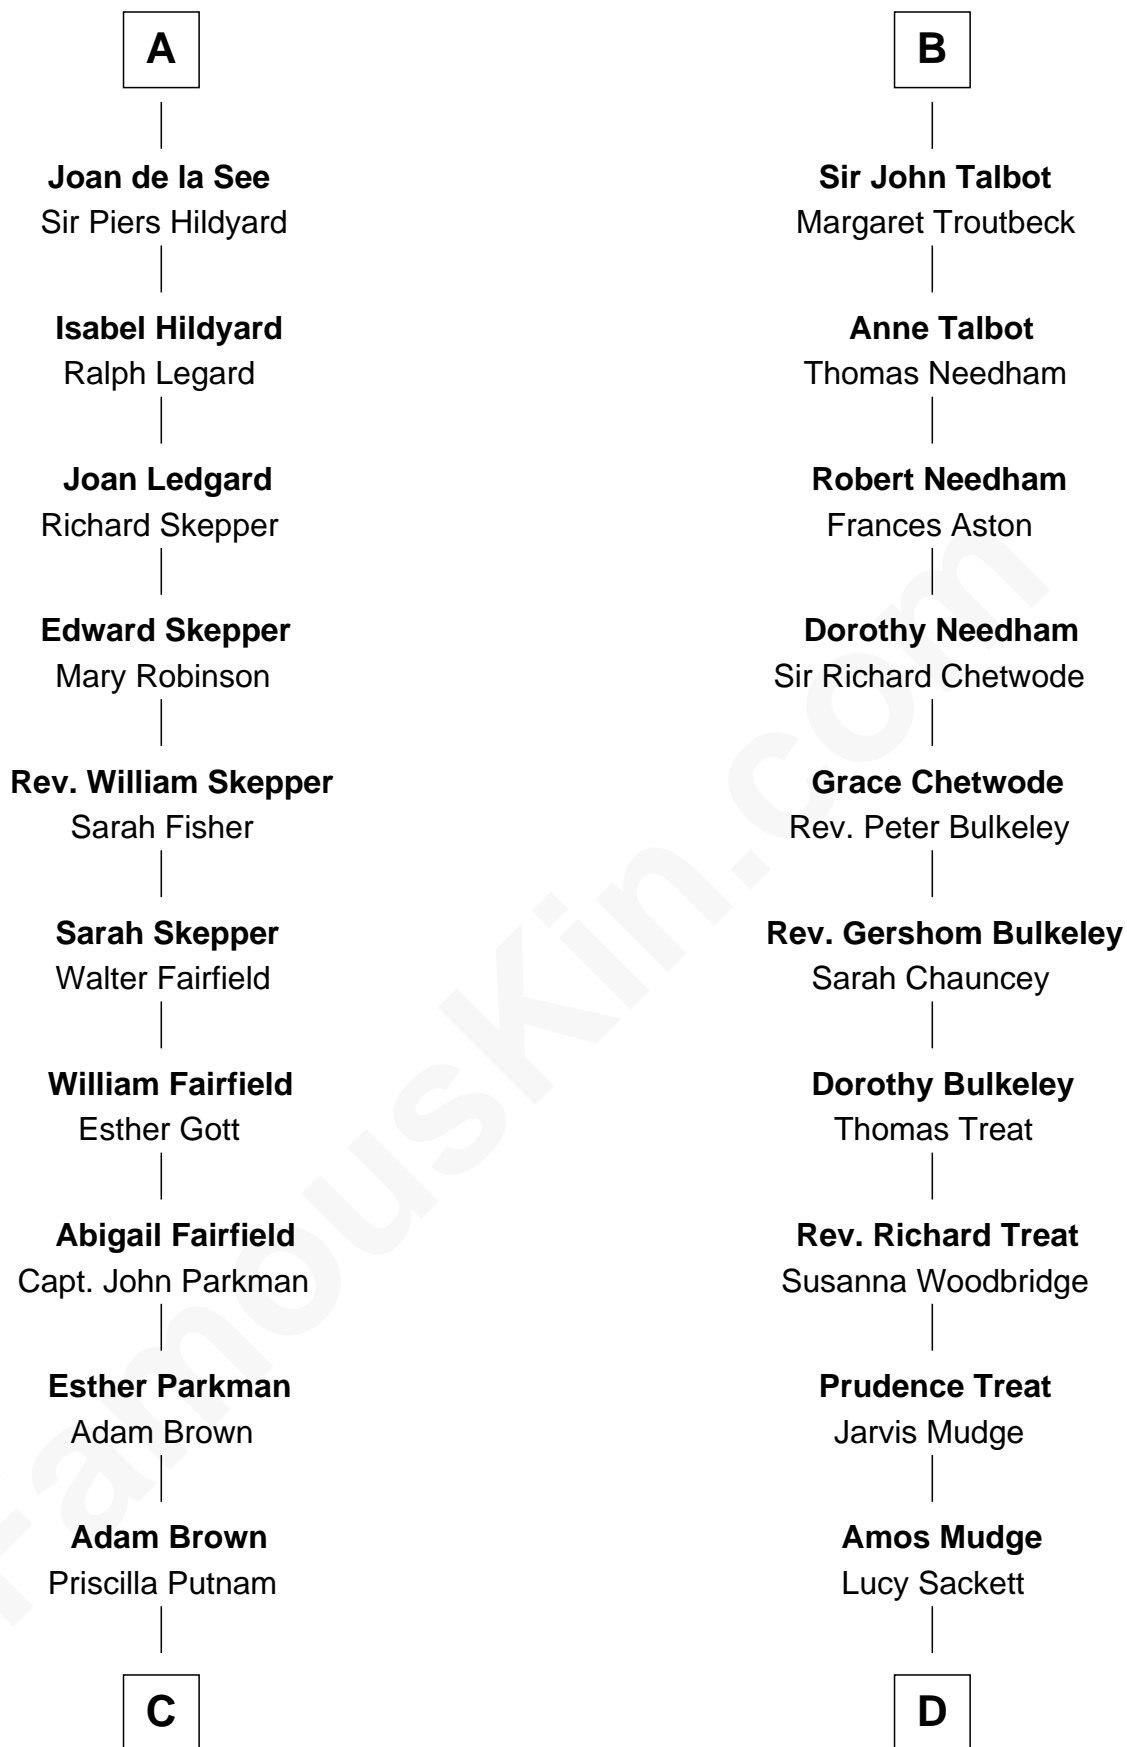 A
Joan de la See
Sir Piers Hildyard
Isabel Hildyard
Ralph Legard
Joan Ledgard
Richard Skepper
Edward Skepper
Mary Robinson
Rev. William Skepper
Sarah Fisher
Sarah Skepper
Walter Fairfield
William Fairfield
Esther Gott
Abigail Fairfield
Capt. John Parkman
Esther Parkman
Adam Brown
Adam Brown
Priscilla Putnam
C
B
Sir John Talbot
Margaret Troutbeck
Anne Talbot
Thomas Needham
Robert Needham
Frances Aston
Dorothy Needham
Sir Richard Chetwode
Grace Chetwode
Rev. Peter Bulkeley
Rev. Gershom Bulkeley
Sarah Chauncey
Dorothy Bulkeley
Thomas Treat
Rev. Richard Treat
Susanna Woodbridge
Prudence Treat
Jarvis Mudge
Amos Mudge
Lucy Sackett
D
FamousKin.com